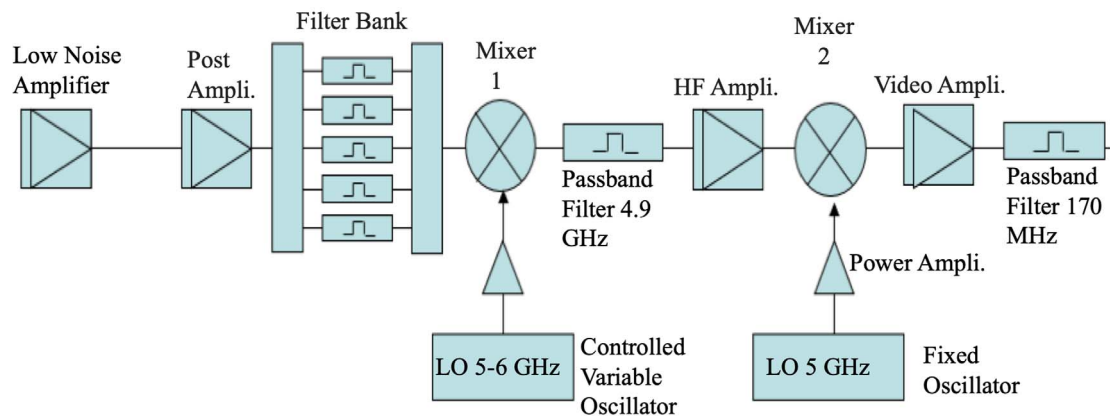 Filter Bank
Low Noise
Amplifier
Post
Ampli.
Mixer
1
HF Ampli.
Mixer
2
Video Ampli.
Passband
Filter 4.9
GHz
Passband
Filter 170
MHz
Power Ampli.
LO 5-6 GHz
Controlled
Variable
Oscillator
LO 5 GHz
Fixed
Oscillator